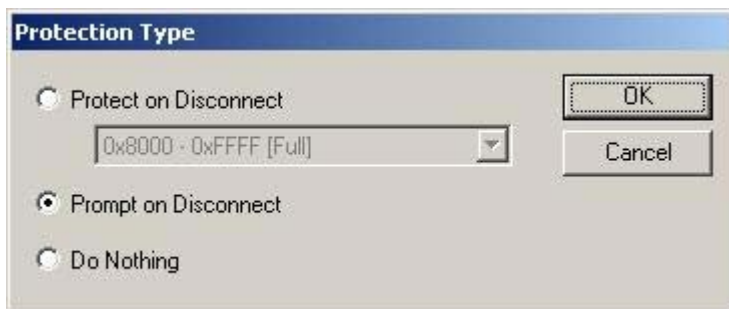 Protection Type
Protect on Disconnect
OK
0x8000 - 0xFFFF [Full]
Cancel
Prompt on Disconnect
Do Nothing